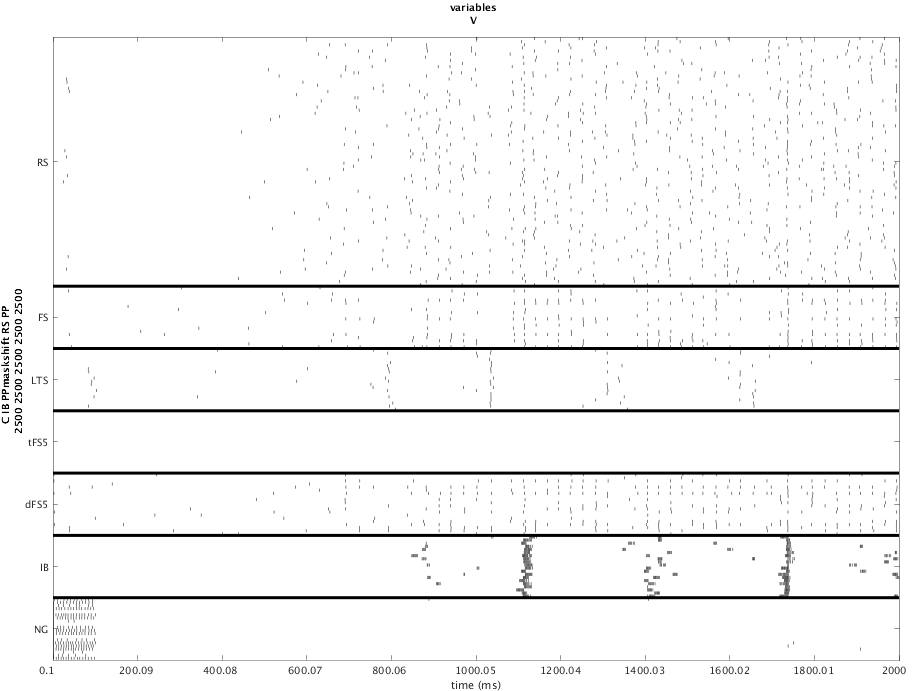 variables
V
C IB PPmaskshift RS PP
2500 2500 2500 2500 2500
RS
FS
LTS
tFS5
dFS5
IB
NG
0.1 200.09 400.08 600.07 800.06 1000.05 1200.04 1400.03 1600.02 1800.01 2000
time (ms)